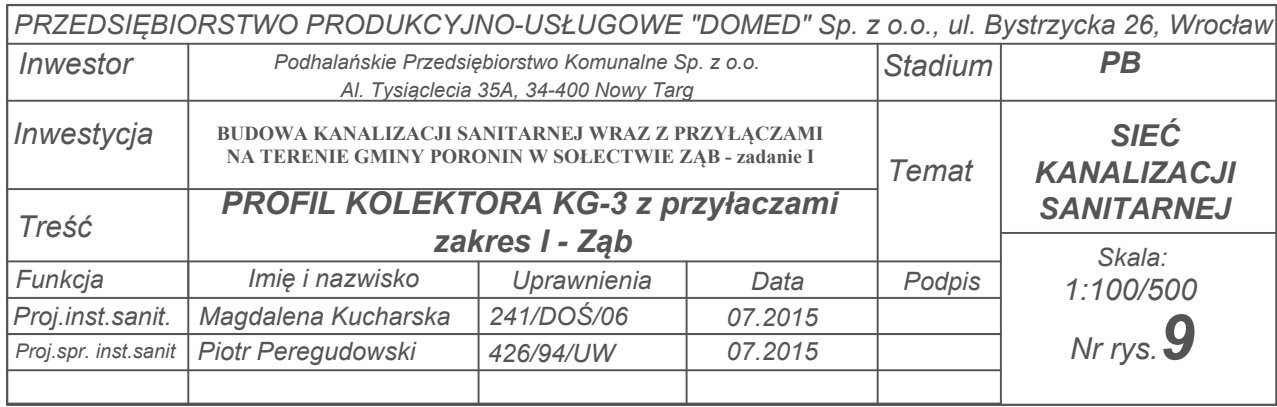 PRZEDSIĘBIORSTWO PRODUKCYJNO-USŁUGOWE "DOMED" Sp. z o.o., ul. Bystrzycka 26, Wrocław
Inwestor
Podhalańskie Przedsiębiorstwo Komunalne Sp. z o.o.
Al. Tysiąclecia 35A, 34-400 Nowy Targ
Stadium
PB
Inwestycja
BUDOWA KANALIZACJI SANITARNEJ WRAZ Z PRZYŁĄCZAMI
NA TERENIE GMINY PORONIN W SOŁECTWIE ZĄB - zadanie I
Temat
SIEĆ
KANALIZACJI
SANITARNEJ
Treść
PROFIL KOLEKTORA KG-3 z przyłaczami
zakres I - Ząb
Skala:
1:100/500
Nr rys. 9
Funkcja Imię i nazwisko Uprawnienia Data Podpis
Proj.inst.sanit. Magdalena Kucharska 241/DOŚ/06 07.2015
Proj.spr. inst.sanit Piotr Peregudowski 426/94/UW 07.2015